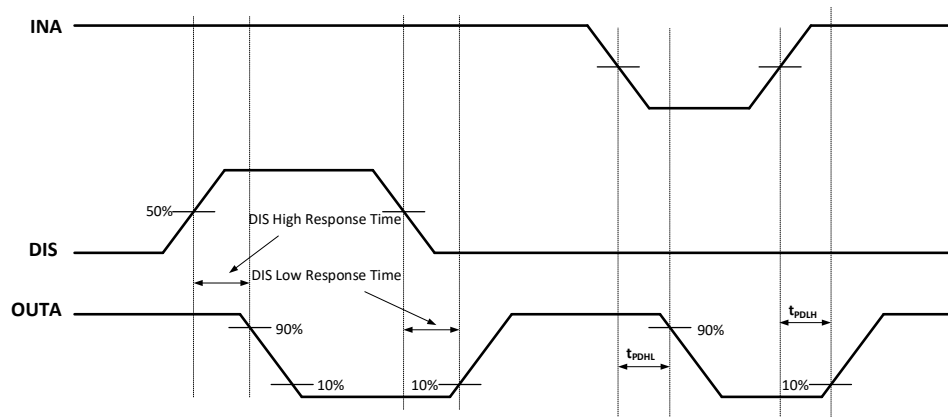 INA
50%
DIS High Response Time
DIS
DIS Low Response Time
OUTA
90%
10%
10%
tPDHL
90%
tPDLH
10%